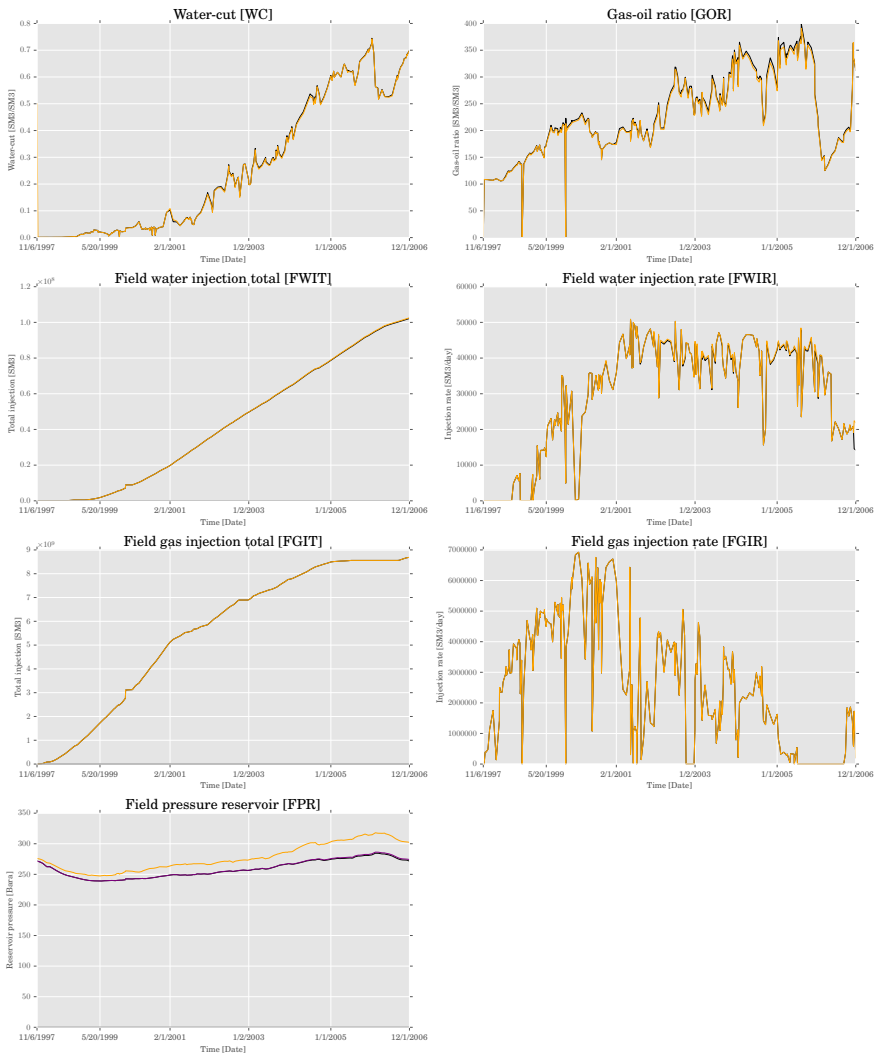 Water-cut [WC]
0.8
0.7
0.6
0.5
0.4
0.3
0.2
0.1
0.0
Water-cut [SM3/SM3]
11/6/1997 5/20/1999 2/1/2001 1/2/2003 1/1/2005 12/1/2006
Time [Date]
Gas-oil ratio [GOR]
400
350
300
250
200
150
100
50
0
Gas-oil ratio [SM3/SM3]
11/6/1997 5/20/1999 2/1/2001 1/2/2003 1/1/2005 12/1/2006
Time [Date]
Field water injection total [FWIT]
×10⁸
1.2
1.0
0.8
0.6
0.4
0.2
0.0
Total injection [SM3]
11/6/1997 5/20/1999 2/1/2001 1/2/2003 1/1/2005 12/1/2006
Time [Date]
Field water injection rate [FWIR]
60000
50000
40000
30000
20000
10000
0
Injection rate [SM3/day]
11/6/1997 5/20/1999 2/1/2001 1/2/2003 1/1/2005 12/1/2006
Time [Date]
Field gas injection total [FGIT]
×10⁹
9
8
7
6
5
4
3
2
1
0
Total injection [SM3]
11/6/1997 5/20/1999 2/1/2001 1/2/2003 1/1/2005 12/1/2006
Time [Date]
Field gas injection rate [FGIR]
7000000
6000000
5000000
4000000
3000000
2000000
1000000
0
Injection rate [SM3/day]
11/6/1997 5/20/1999 2/1/2001 1/2/2003 1/1/2005 12/1/2006
Time [Date]
Field pressure reservoir [FPR]
350
300
250
200
150
100
50
0
Reservoir pressure [Bara]
11/6/1997 5/20/1999 2/1/2001 1/2/2003 1/1/2005 12/1/2006
Time [Date]